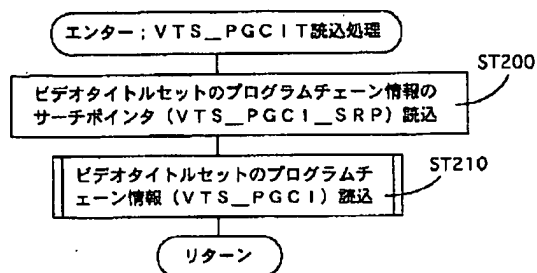 エンター；ＶＴＳ＿ＰＧＣＩＴ読込処理
ST200
ビデオタイトルセットのプログラムチェーン情報の
サーチポインタ（ＶＴＳ＿ＰＧＣＩ＿ＳＲＰ）読込
ST210
ビデオタイトルセットのプログラムチ
ェーン情報（ＶＴＳ＿ＰＧＣＩ）読込
リターン